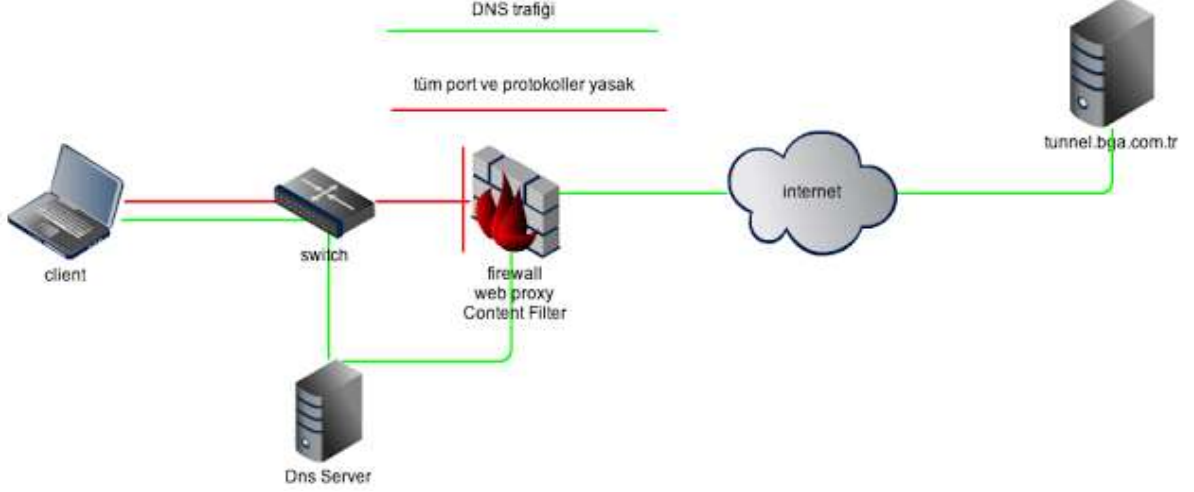 DNS trafiği
tüm port ve protokoller yasak
tunnel.bga.com.tr
internet
client
switch
firewall
web proxy
Content Filter
Dns Server